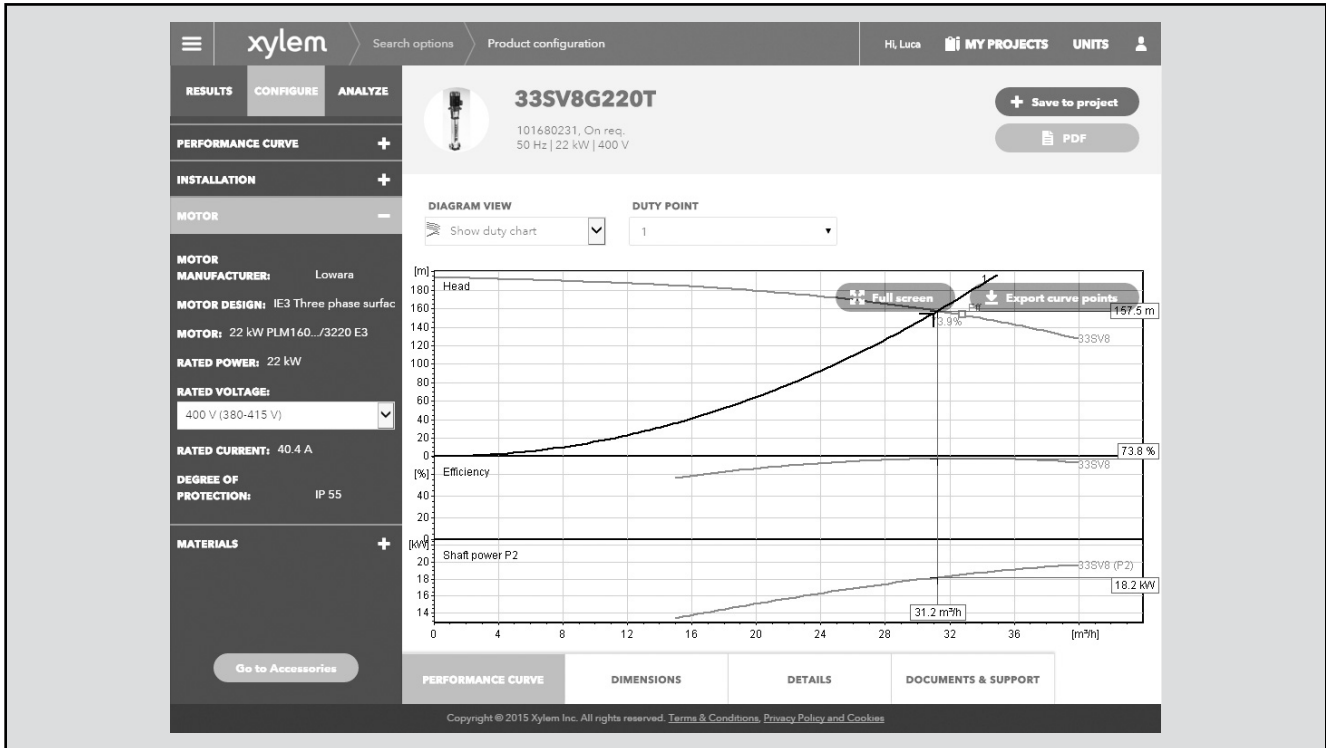 xylem
Search options
Product configuration
Hi, Luca
MY PROJECTS
UNITS
RESULTS
CONFIGURE
ANALYZE
PERFORMANCE CURVE
INSTALLATION
MOTOR
MOTOR
MANUFACTURER: Lowara
MOTOR DESIGN: IE3 Three phase surfac
MOTOR: 22 kW PLM160.../3220 E3
RATED POWER: 22 kW
RATED VOLTAGE:
400 V (380-415 V)
RATED CURRENT: 40.4 A
DEGREE OF
PROTECTION: IP 55
MATERIALS
Go to Accessories
33SV8G220T
101680231, On req.
50 Hz | 22 kW | 400 V
+ Save to project
PDF
DIAGRAM VIEW
Show duty chart
DUTY POINT
1
[m]
Head
180
160
140
120
100
80
60
40
20
0
1
Full screen
Export curve points
Eff
157.5 m
3.9%
33SV8
73.8 %
[%]
Efficiency
33SV8
40
20
0
[kW]
Shaft power P2
20
18
16
14
33SV8 (P2)
18.2 kW
31.2 m³/h
0 4 8 12 16 20 24 28 32 36 [m³/h]
PERFORMANCE CURVE
DIMENSIONS
DETAILS
DOCUMENTS & SUPPORT
Copyright © 2015 Xylem Inc. All rights reserved. Terms & Conditions, Privacy Policy and Cookies